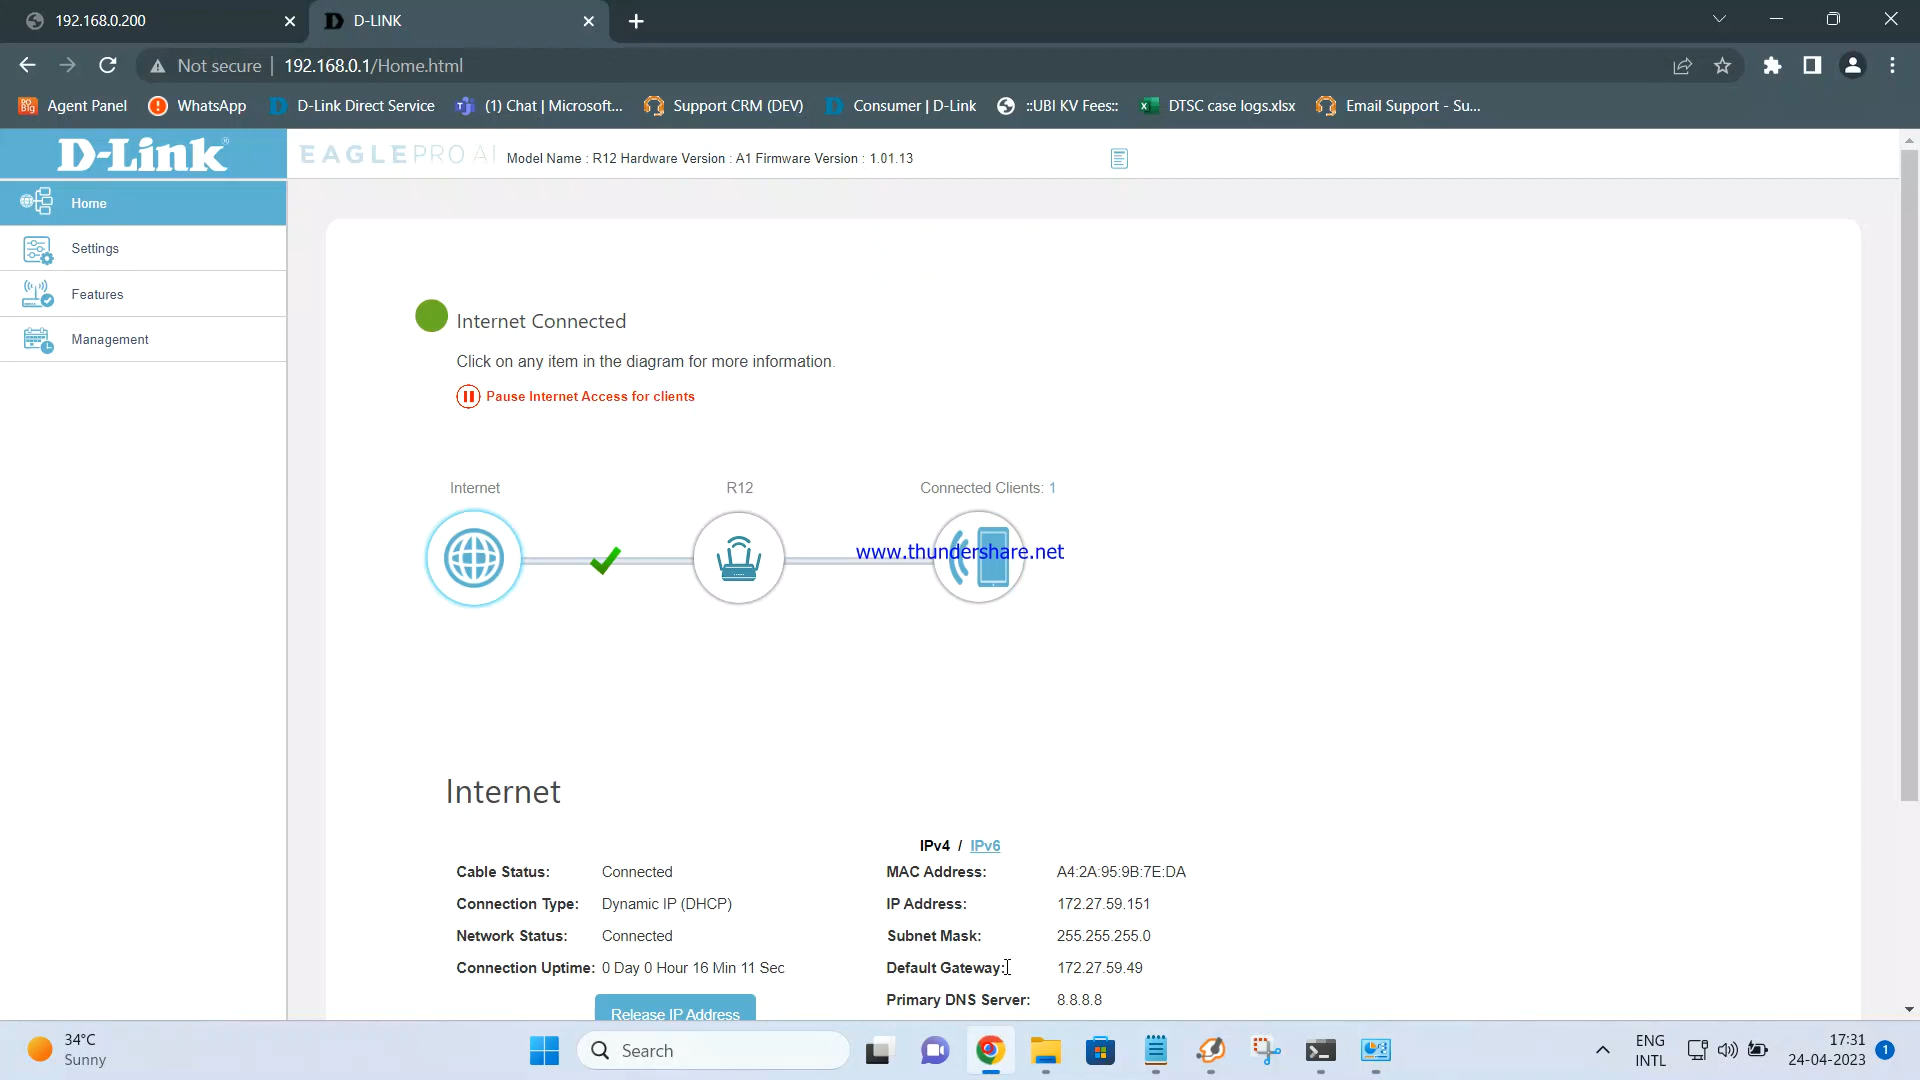 192.168.0.200
D-LINK
Not secure
192.168.0.1/Home.html
Agent Panel
WhatsApp
D-Link Direct Service
(1) Chat | Microsoft...
Support CRM (DEV)
Consumer | D-Link
::UBI KV Fees::
DTSC case logs.xlsx
Email Support - Su...
D-Link
EAGLE PRO AI
Model Name : R12 Hardware Version : A1 Firmware Version : 1.01.13
Home
Settings
Features
Management
Internet Connected
Click on any item in the diagram for more information.
Pause Internet Access for clients
Internet
R12
Connected Clients: 1
www.thundershare.net
Internet
IPv4 / IPv6
Cable Status: Connected
MAC Address: A4:2A:95:9B:7E:DA
Connection Type: Dynamic IP (DHCP)
IP Address: 172.27.59.151
Network Status: Connected
Subnet Mask: 255.255.255.0
Connection Uptime: 0 Day 0 Hour 16 Min 11 Sec
Default Gateway: 172.27.59.49
Primary DNS Server: 8.8.8.8
Release IP Address
34°C
Sunny
Search
ENG
INTL
17:31
24-04-2023
1